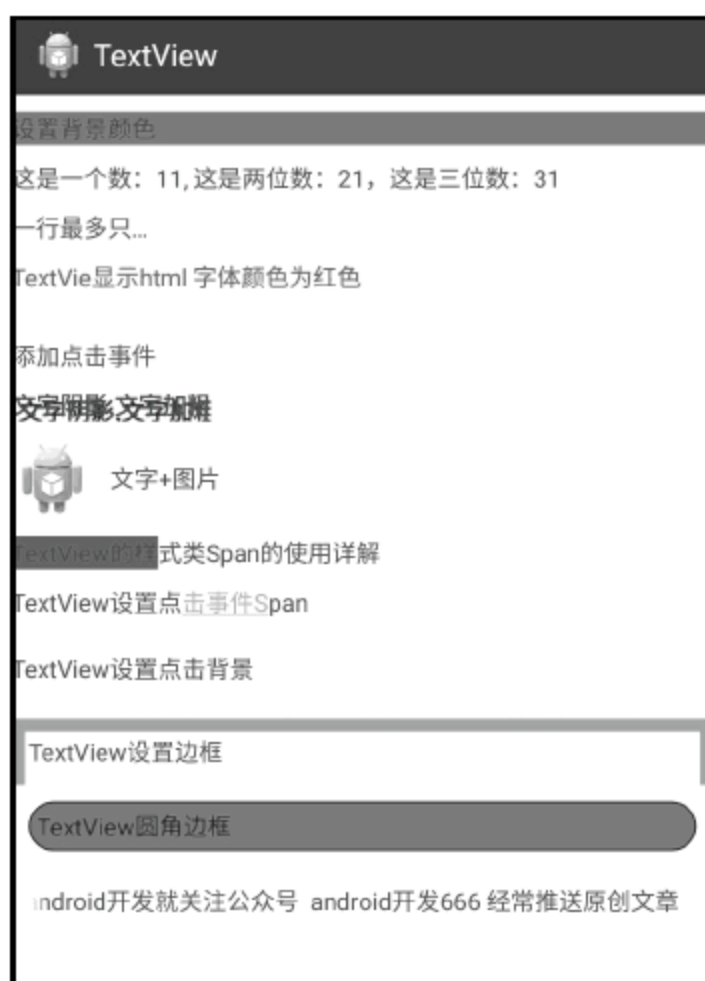 TextView
设置背景颜色
这是一个数：11,这是两位数：21，这是三位数：31
一行最多只...
TextVie显示html 字体颜色为红色
添加点击事件
文字阴影,文字加粗
文字+图片
TextView的样式类Span的使用详解
TextView设置点击事件Span
TextView设置点击背景
TextView设置边框
TextView圆角边框
android开发就关注公众号 android开发666 经常推送原创文章